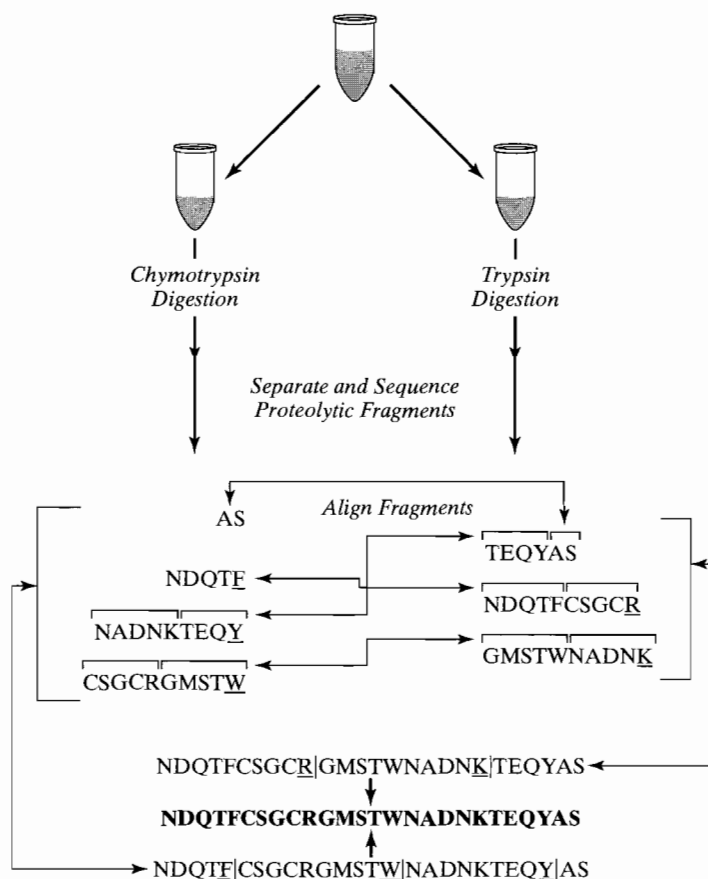 Chymotrypsin
Digestion
Trypsin
Digestion
Separate and Sequence
Proteolytic Fragments
Align Fragments
AS
TEQYAS
NDQTF
NDQTFCSGCR
NADNKTEQY
GMSTWNADNK
CSGCRGMSTW
NDQTFCSGCR|GMSTWNADNK|TEQYAS
NDQTFCSGCRGMSTWNADNKTEQYAS
NDQTF|CSGCRGMSTW|NADNKTEQY|AS